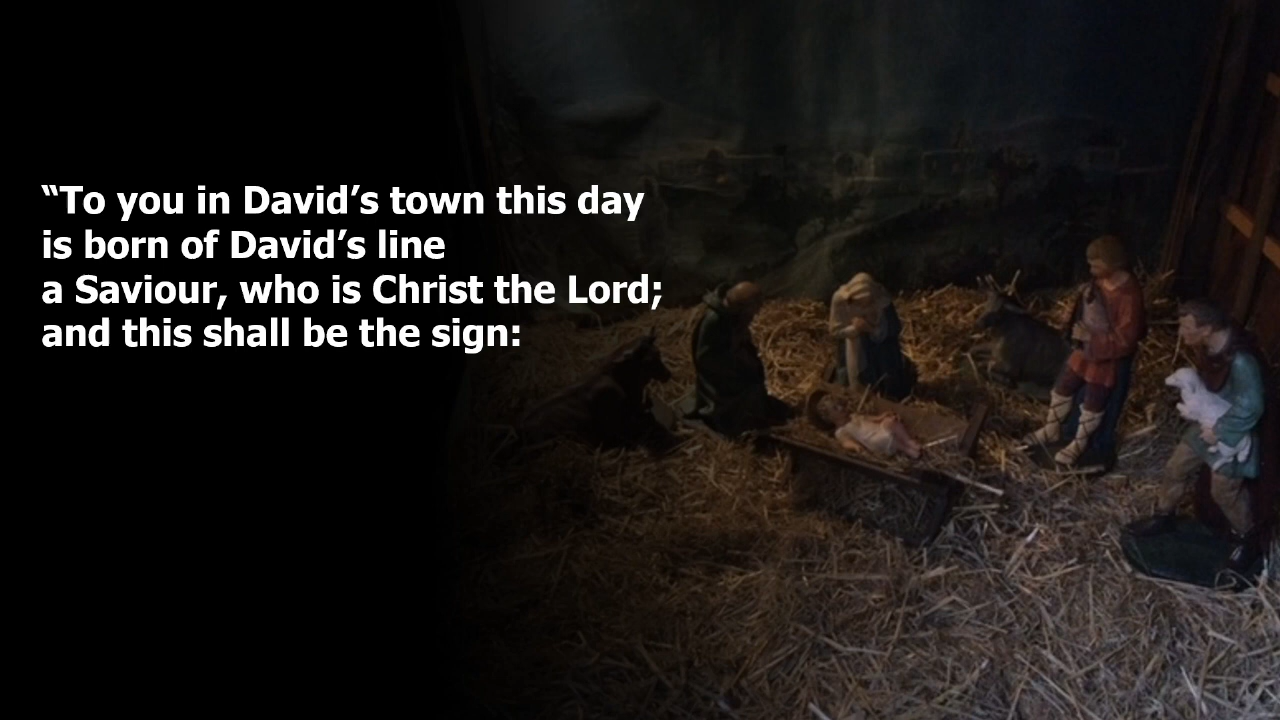 “To you in David’s town this day
is born of David’s line
a Saviour, who is Christ the Lord;
and this shall be the sign: